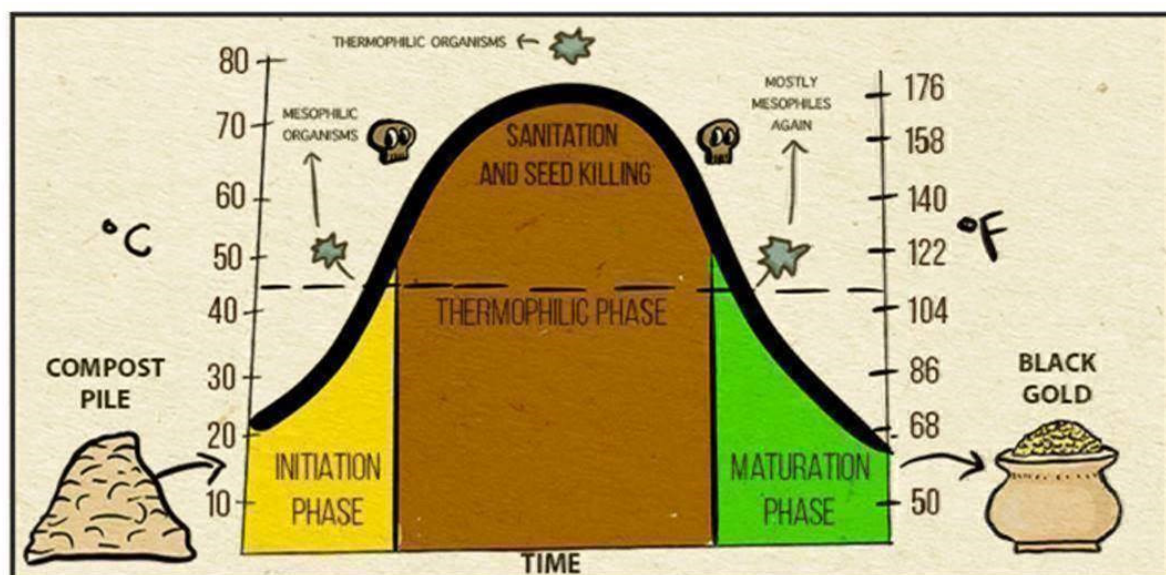 THERMOPHILIC ORGANISMS
MESOPHILIC
ORGANISMS
MOSTLY
MESOPHILES
AGAIN
80
70
60
50
40
30
20
10
°C
176
158
140
122
104
86
68
50
°F
SANITATION
AND SEED KILLING
THERMOPHILIC PHASE
COMPOST
PILE
INITIATION
PHASE
MATURATION
PHASE
BLACK
GOLD
TIME